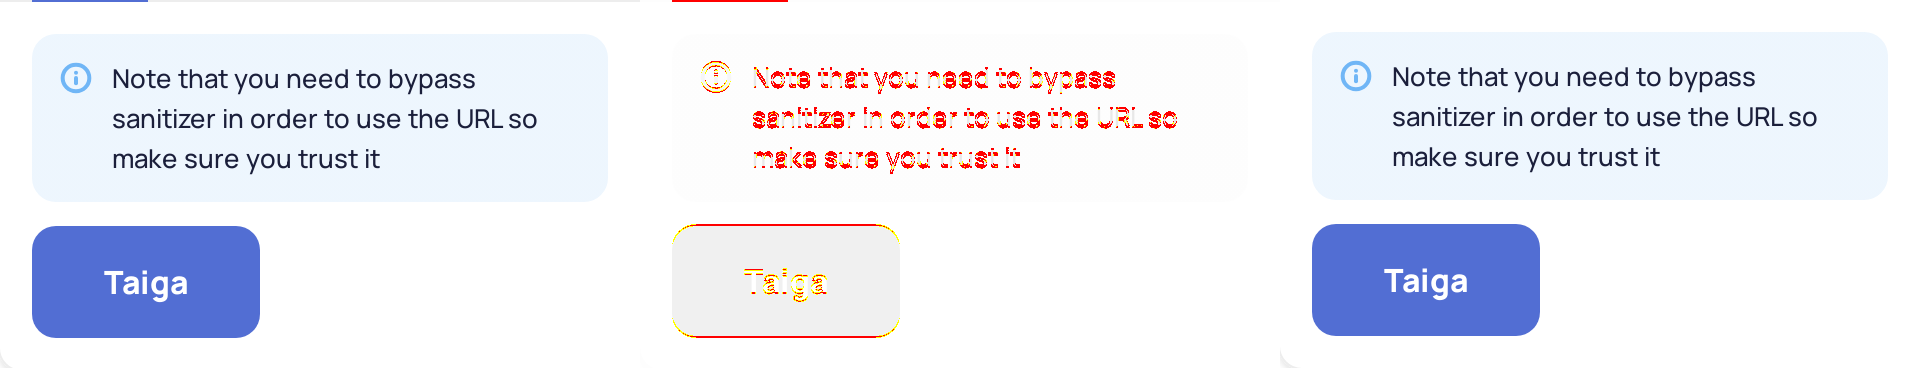 Note that you need to bypass
sanitizer in order to use the URL so
make sure you trust it
Taiga
Note that you need to bypass
sanitizer in order to use the URL so
make sure you trust it
Taiga
Note that you need to bypass
sanitizer in order to use the URL so
make sure you trust it
Taiga